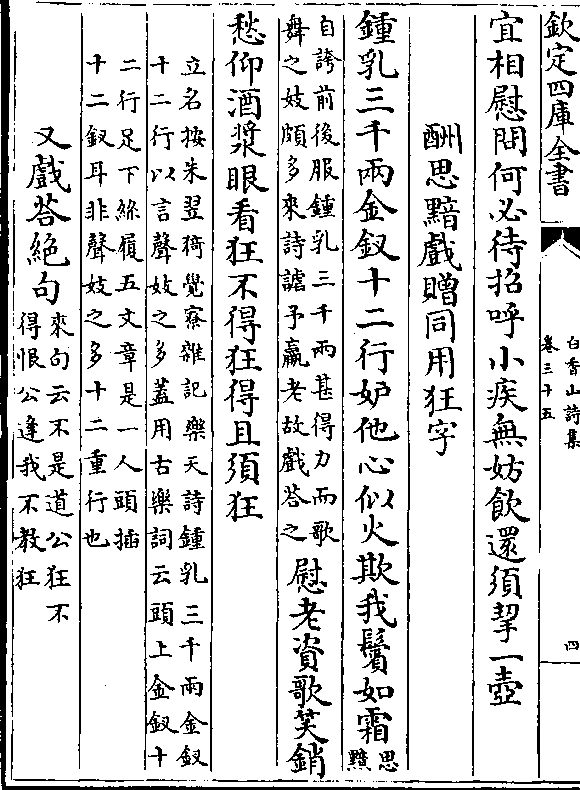 欽定四庫全書
白香山詩集
卷三十五
四
宜相慰問何必待招呼小疾無妨飲還須挈一壺
酬思黯戲贈同用狂字
鍾乳三千兩金釵十二行妒他心似火欺我鬢如霜
思
黯
自誇前後服鍾乳三千兩甚得力而歌
舞之妓頗多來詩謔予羸老故戲答之
慰老資歌笑銷
愁仰酒漿眼看狂不得狂得且須狂
立名按朱翌猗覺寮雜記樂天詩鍾乳三千兩金釵
十二行以言聲妓之多蓋用古樂詞云頭上金釵十
二行足下絲履五文章是一人頭插
十二釵耳非聲妓之多十二重行也
又戲荅絶句
來句云不是道公狂不
得恨公逢我不教狂